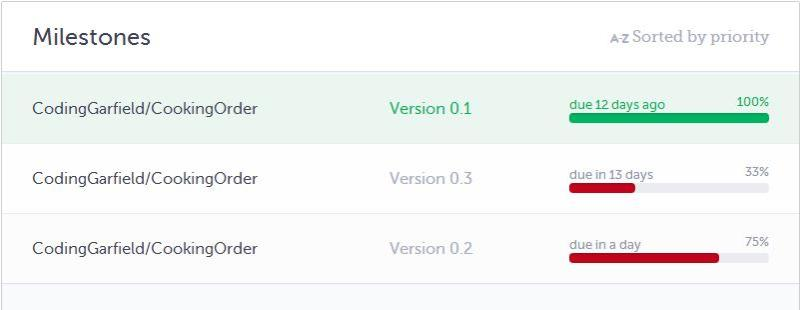 Milestones
A-Z Sorted by priority
CodingGarfield/CookingOrder
Version 0.1
due 12 days ago 100%
CodingGarfield/CookingOrder
Version 0.3
due in 13 days 33%
CodingGarfield/CookingOrder
Version 0.2
due in a day 75%